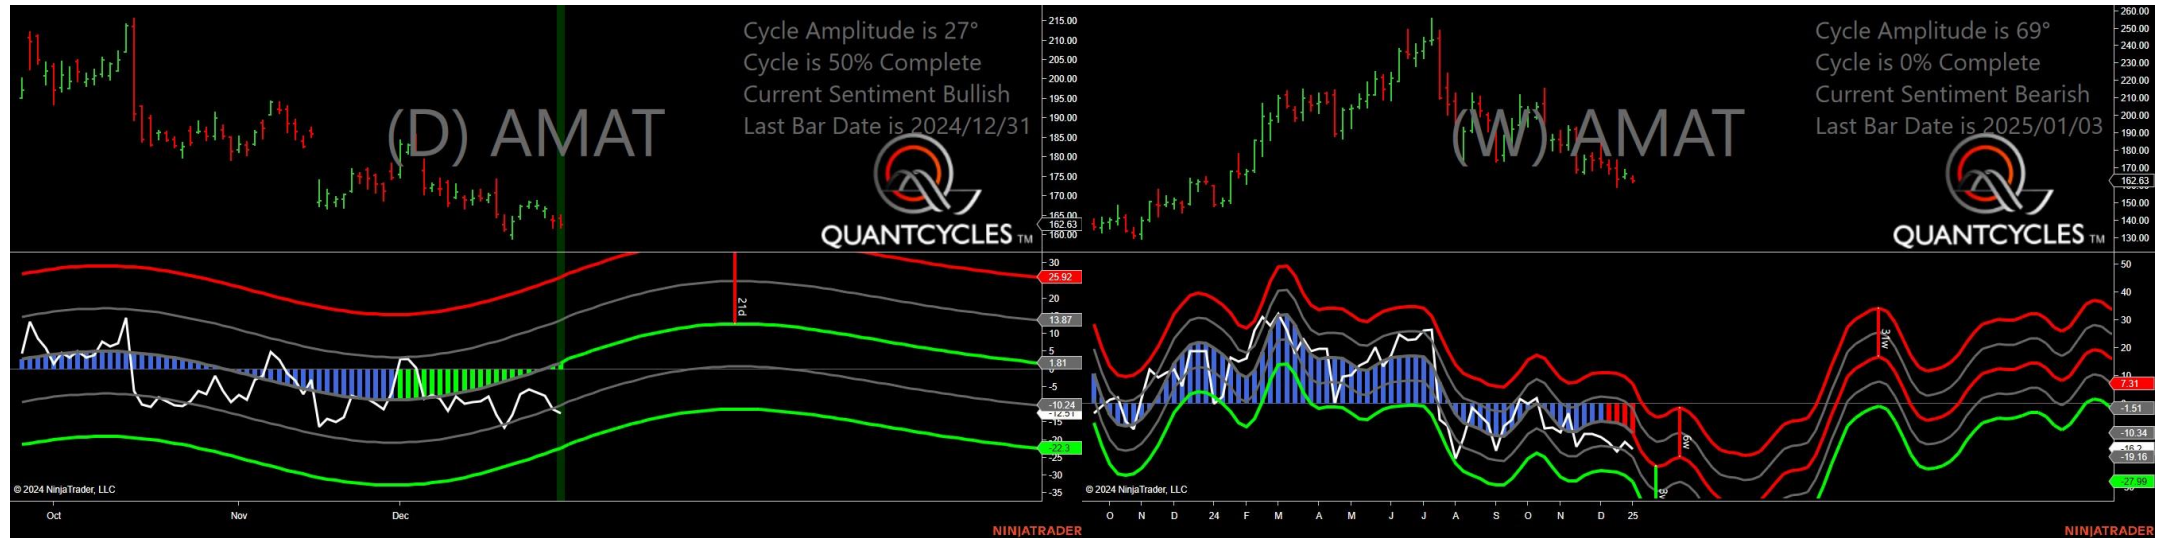 Cycle Amplitude is 27°
Cycle is 50% Complete
Current Sentiment Bullish
Last Bar Date is 2024/12/31
(D) AMAT
QUANTCYCLES TM
215.00
210.00
205.00
200.00
195.00
190.00
185.00
180.00
175.00
170.00
165.00
162.63
160.00
30
25.92
20
13.87
10
5
1.81
0
-5
-10.24
-12.51
-15
-20
-22.3
-25
-30
-35
21d
© 2024 NinjaTrader, LLC
Oct
Nov
Dec
NINJATRADER
Cycle Amplitude is 69°
Cycle is 0% Complete
Current Sentiment Bearish
Last Bar Date is 2025/01/03
(W) AMAT
QUANTCYCLES TM
260.00
250.00
240.00
230.00
220.00
210.00
200.00
190.00
180.00
170.00
162.63
150.00
140.00
130.00
50
40
30
20
10
7.31
-1.51
-10.34
-16.2
-19.16
-27.99
31w
6w
© 2024 NinjaTrader, LLC
O N D 24 F M A M J J A S O N D 25
NINJATRADER